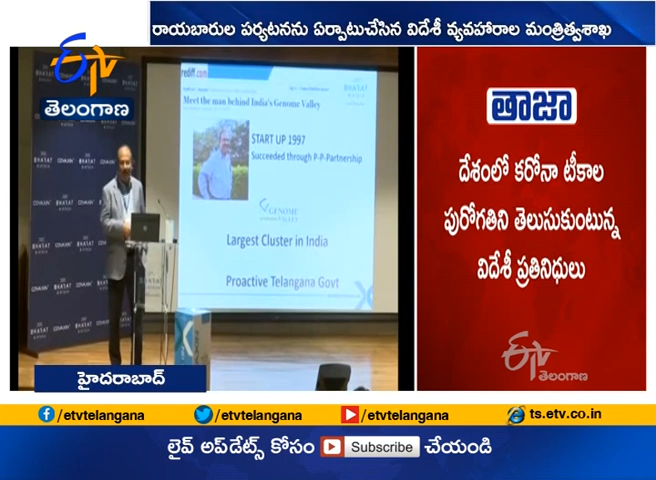 రాయబారుల పర్యటనను ఏర్పాటుచేసిన విదేశీ వ్యవహారాల మంత్రిత్వశాఖ
ETV
తెలంగాణ
rediff.com
Meet the man behind India's Genome Valley
START UP 1997
Succeeded through P-P-Partnership
GENOME
VALLEY
Largest Cluster in India
Proactive Telangana Govt
BHARAT
COVAXIN
తాజా
దేశంలో కరోనా టీకాల
పురోగతిని తెలుసుకుంటున్న
విదేశీ ప్రతినిధులు
తెలంగాణ
హైదరాబాద్
/etvtelangana
/etvtelangana
/etvtelangana
ts.etv.co.in
లైవ్ అప్‌డేట్స్ కోసం Subscribe చేయండి